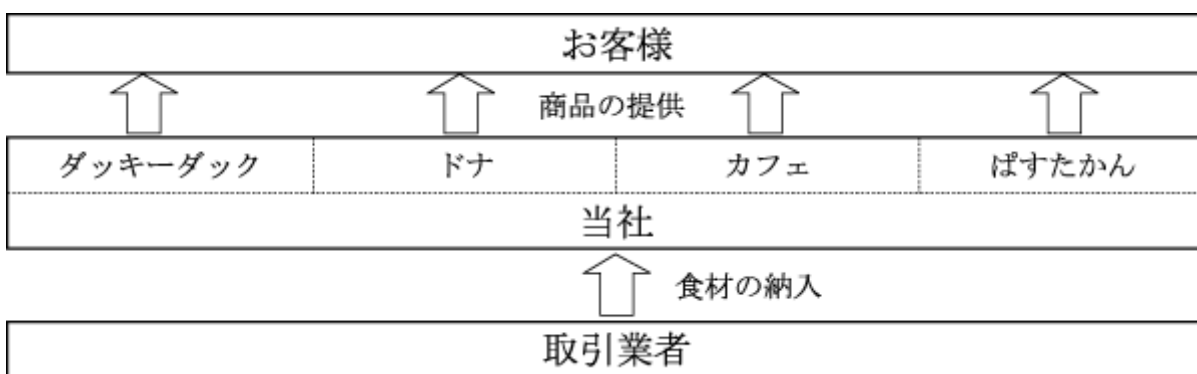 お客様
商品の提供
ダッキーダック ドナ カフェ ぱすたかん
当社
食材の納入
取引業者